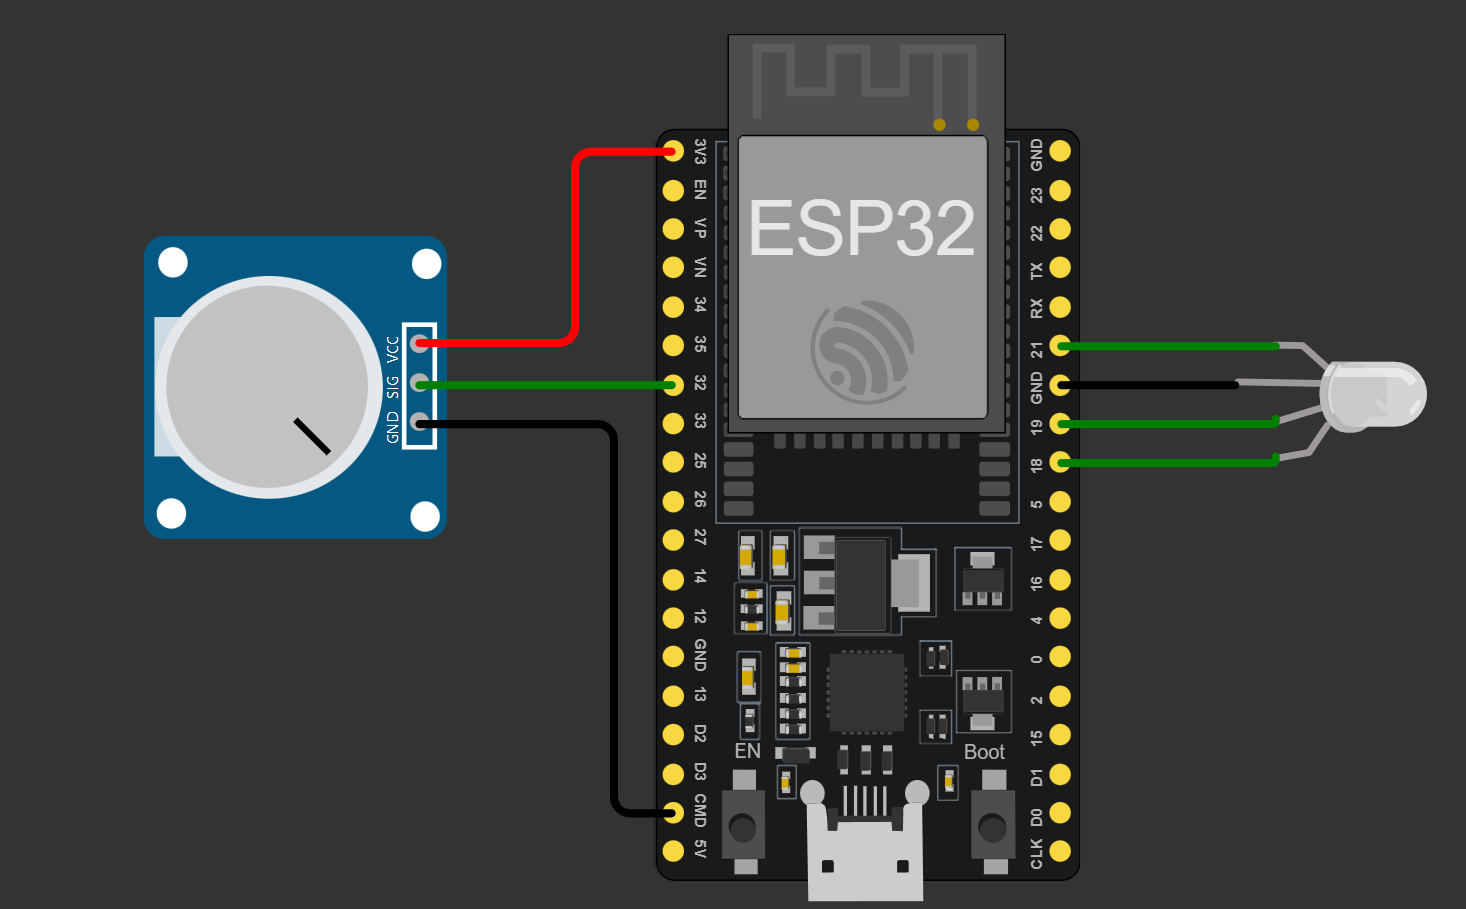 VCC
SIG
GND
3V3
EN
VP
VN
34
35
32
33
25
26
27
14
12
GND
13
D2
D3
CMD
5V
ESP32
EN
Boot
GND
23
22
TX
RX
21
GND
19
18
5
17
16
4
0
2
15
D1
D0
CLK